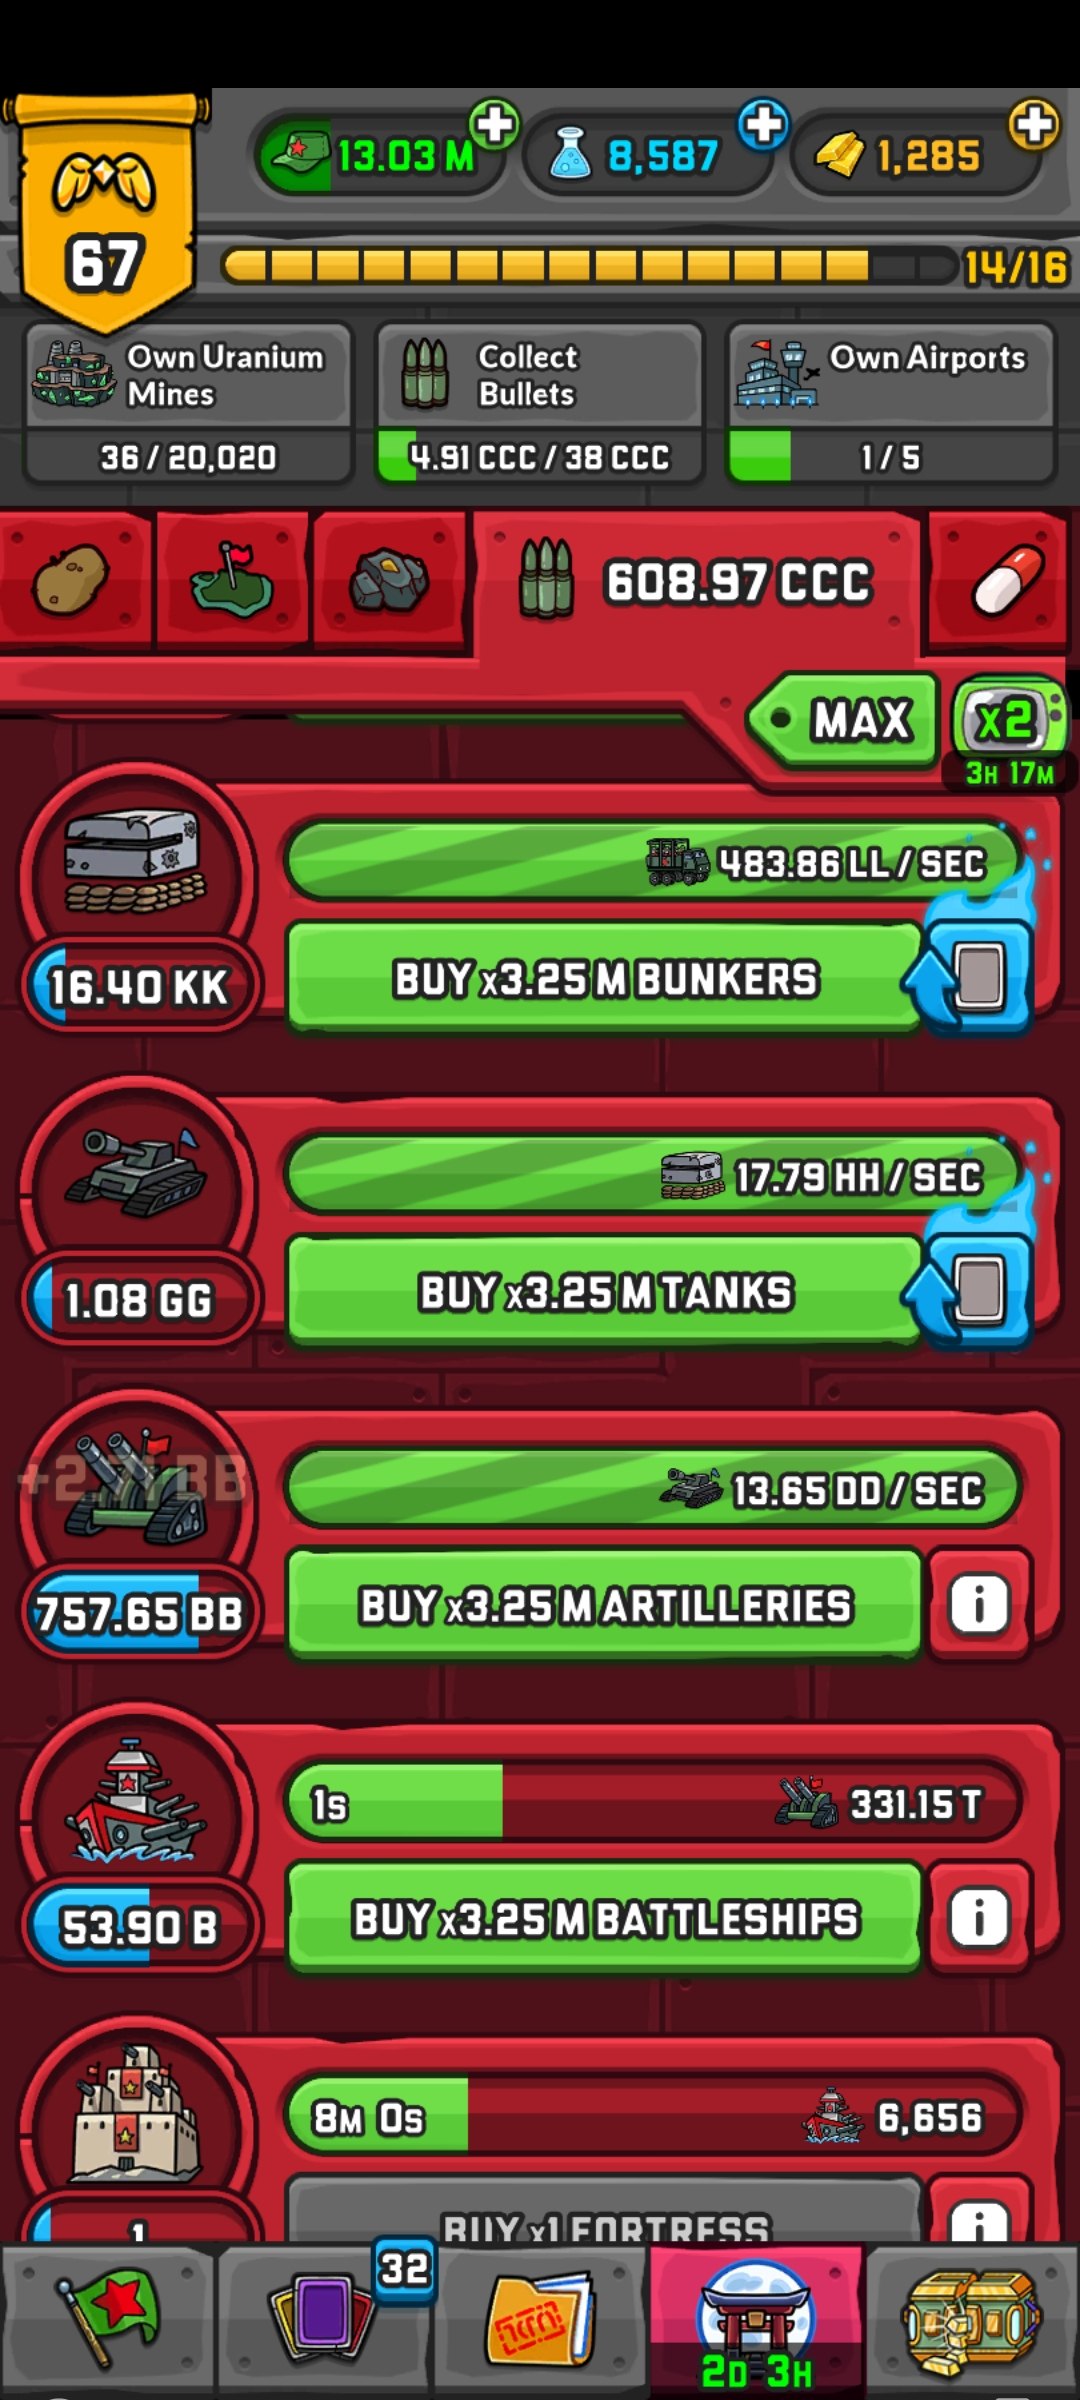 13.03 M
8,587
1,285
67
14/16
Own Uranium
Mines
36 / 20,020
Collect
Bullets
4.91 CCC / 38 CCC
Own Airports
1 / 5
608.97 CCC
MAX
x2
3H 17M
483.86 LL / SEC
BUY x3.25 M BUNKERS
16.40 KK
17.79 HH / SEC
BUY x3.25 M TANKS
1.08 GG
13.65 DD / SEC
BUY x3.25 M ARTILLERIES
i
757.65 BB
1s
331.15 T
BUY x3.25 M BATTLESHIPS
i
53.90 B
8M 0s
6,656
BUY x1 FORTRESS
i
1
32
2D 3H